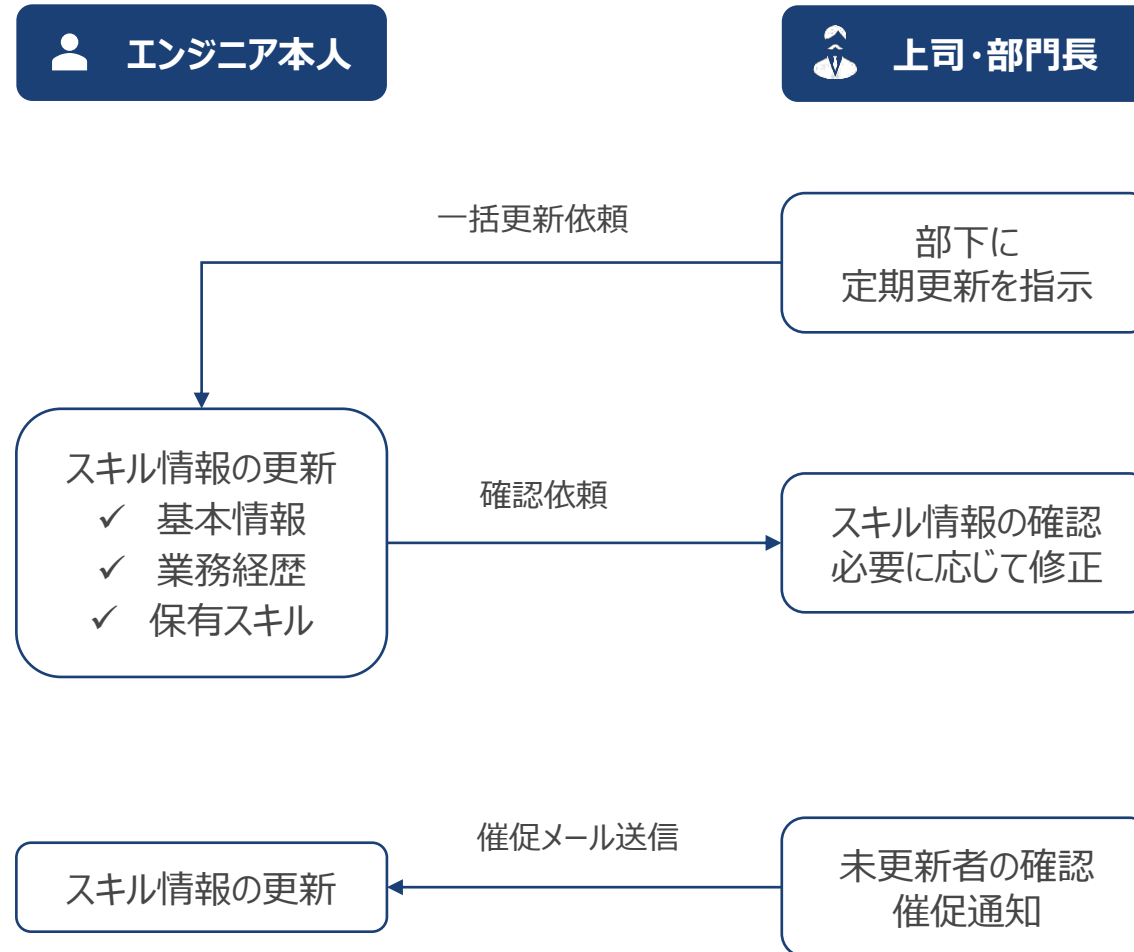 エンジニア本人
上司・部門長
一括更新依頼
部下に
定期更新を指示
スキル情報の更新
✓ 基本情報
✓ 業務経歴
✓ 保有スキル
確認依頼
スキル情報の確認
必要に応じて修正
催促メール送信
スキル情報の更新
未更新者の確認
催促通知